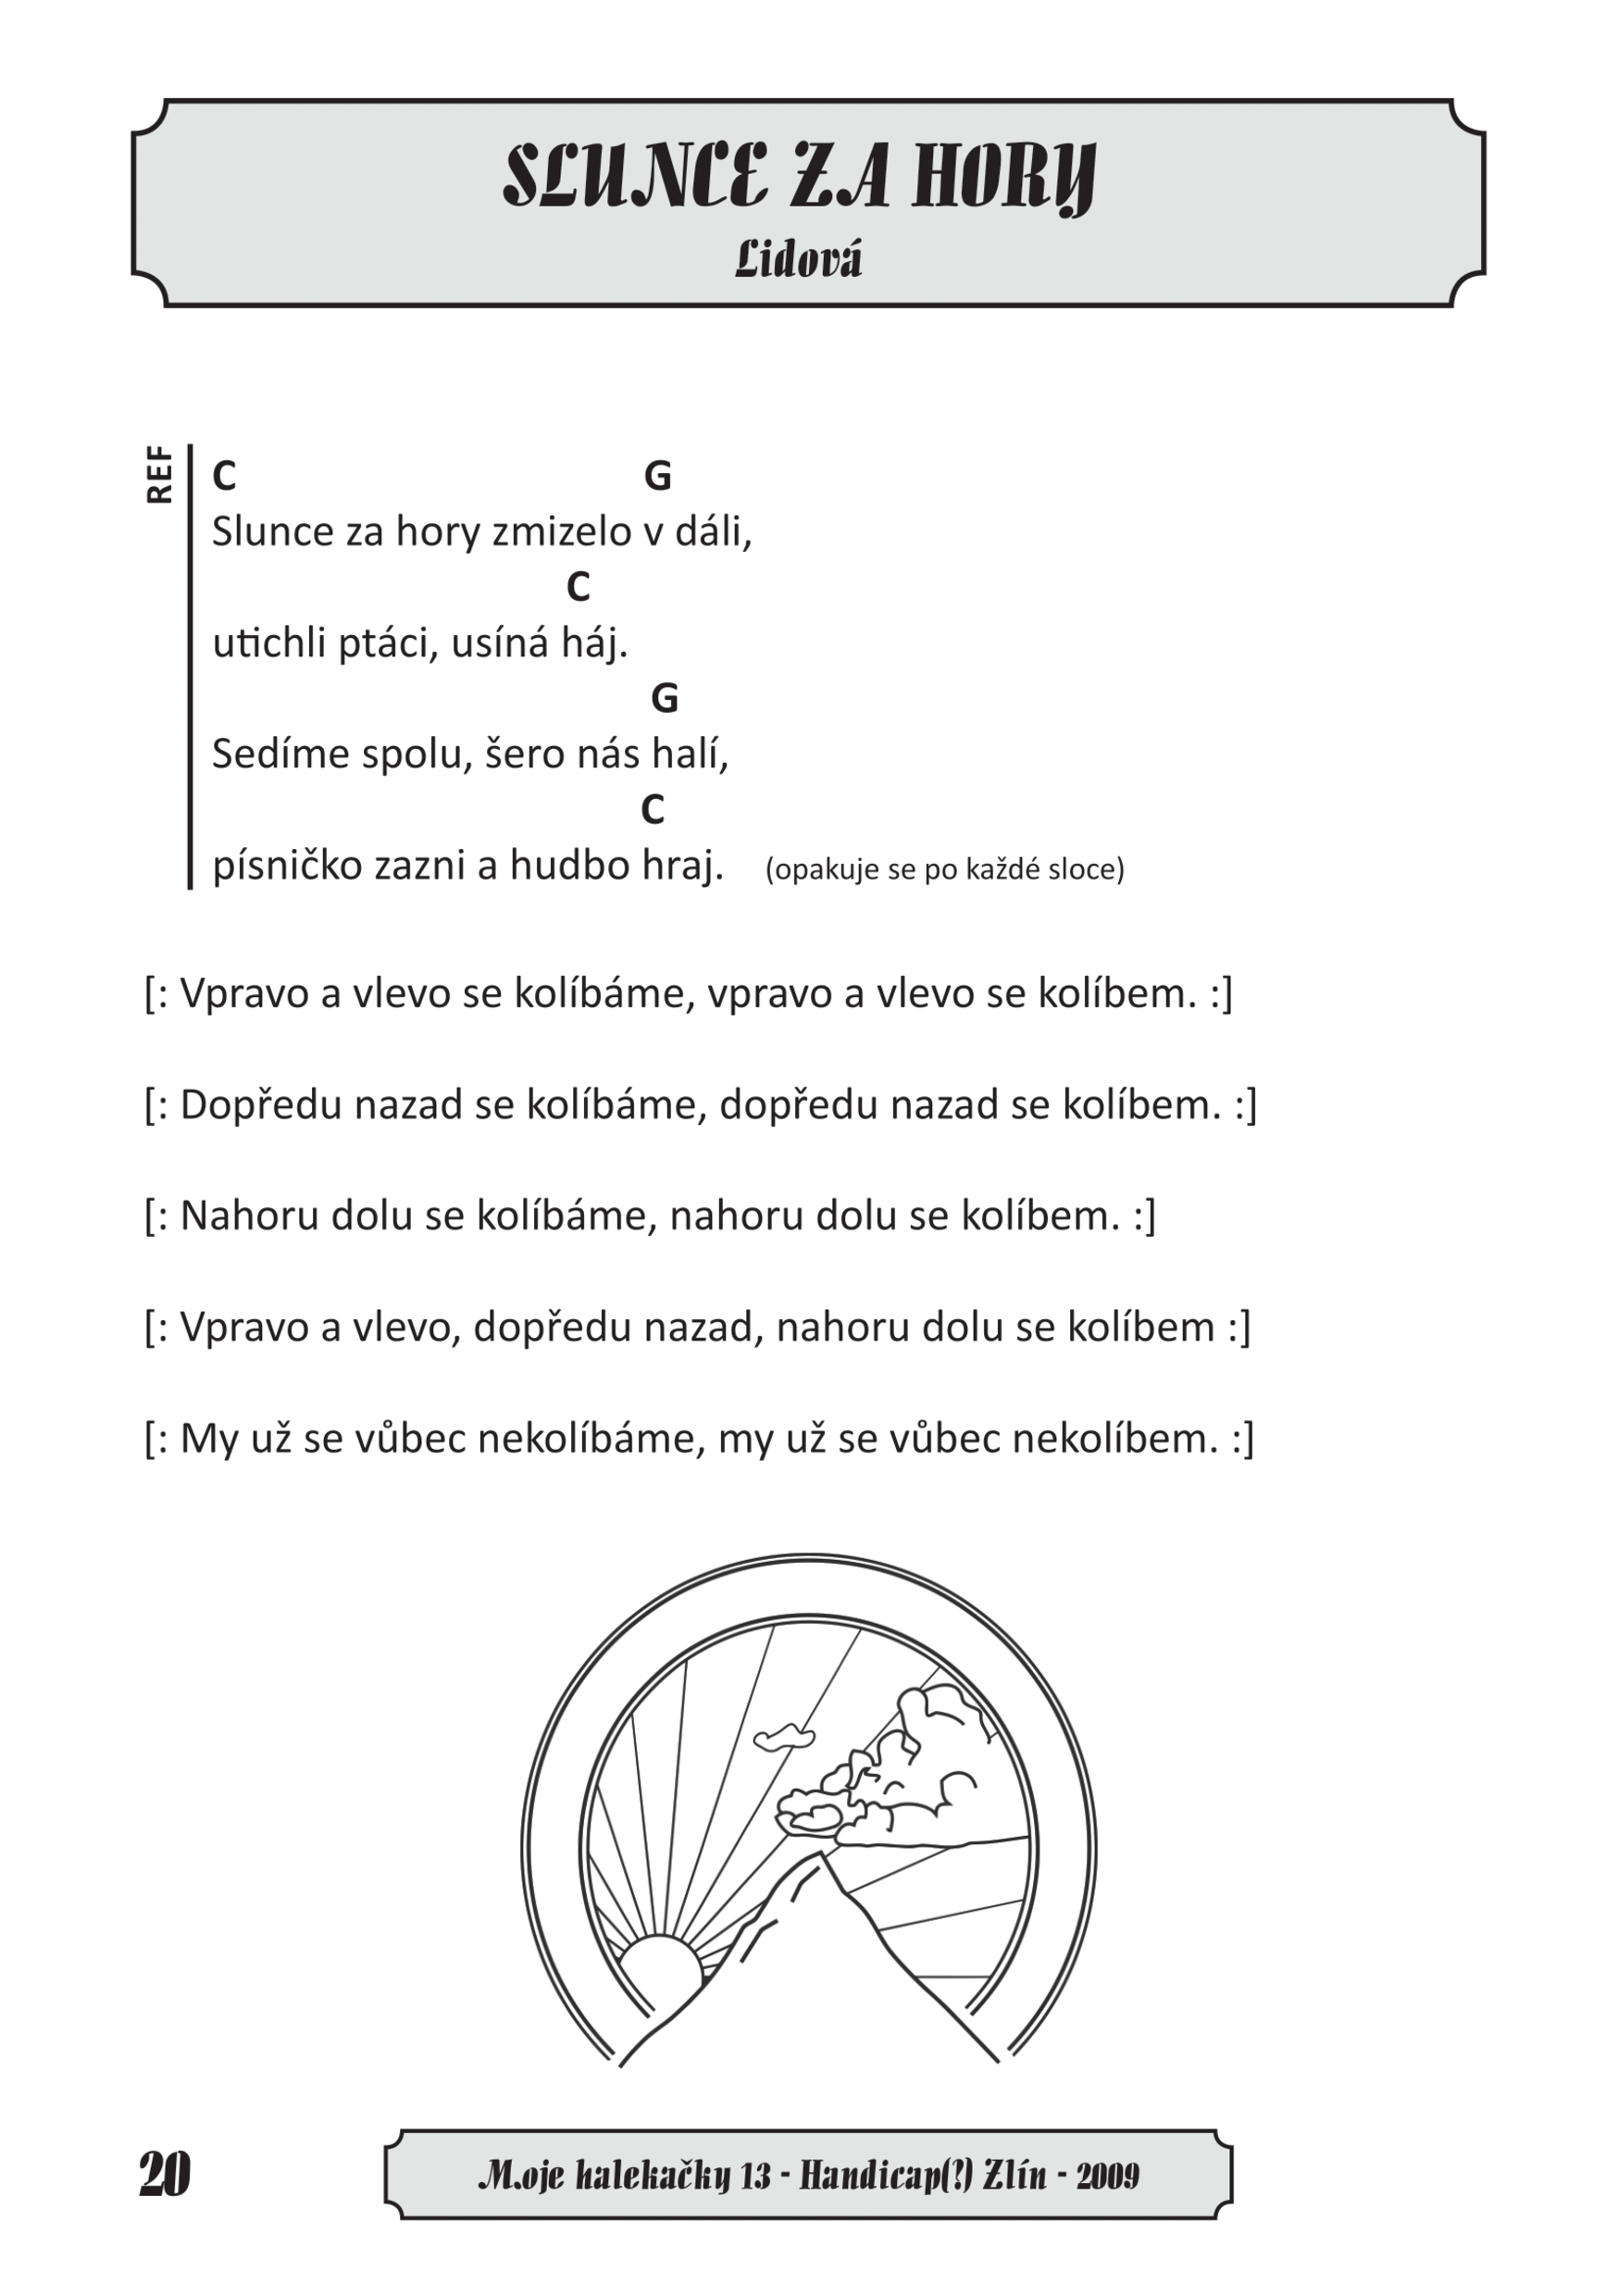 SLUNCE ZA HORY
Lidová
REF
C G
Slunce za hory zmizelo v dáli,
C
utichli ptáci, usíná háj.
G
Sedíme spolu, šero nás halí,
C
písničko zazni a hudbo hraj. (opakuje se po každé sloce)
[: Vpravo a vlevo se kolíbáme, vpravo a vlevo se kolíbem. :]
[: Dopředu nazad se kolíbáme, dopředu nazad se kolíbem. :]
[: Nahoru dolu se kolíbáme, nahoru dolu se kolíbem. :]
[: Vpravo a vlevo, dopředu nazad, nahoru dolu se kolíbem :]
[: My už se vůbec nekolíbáme, my už se vůbec nekolíbem. :]
20
Moje halekačky 13 - Handicap(?) Zlín - 2009